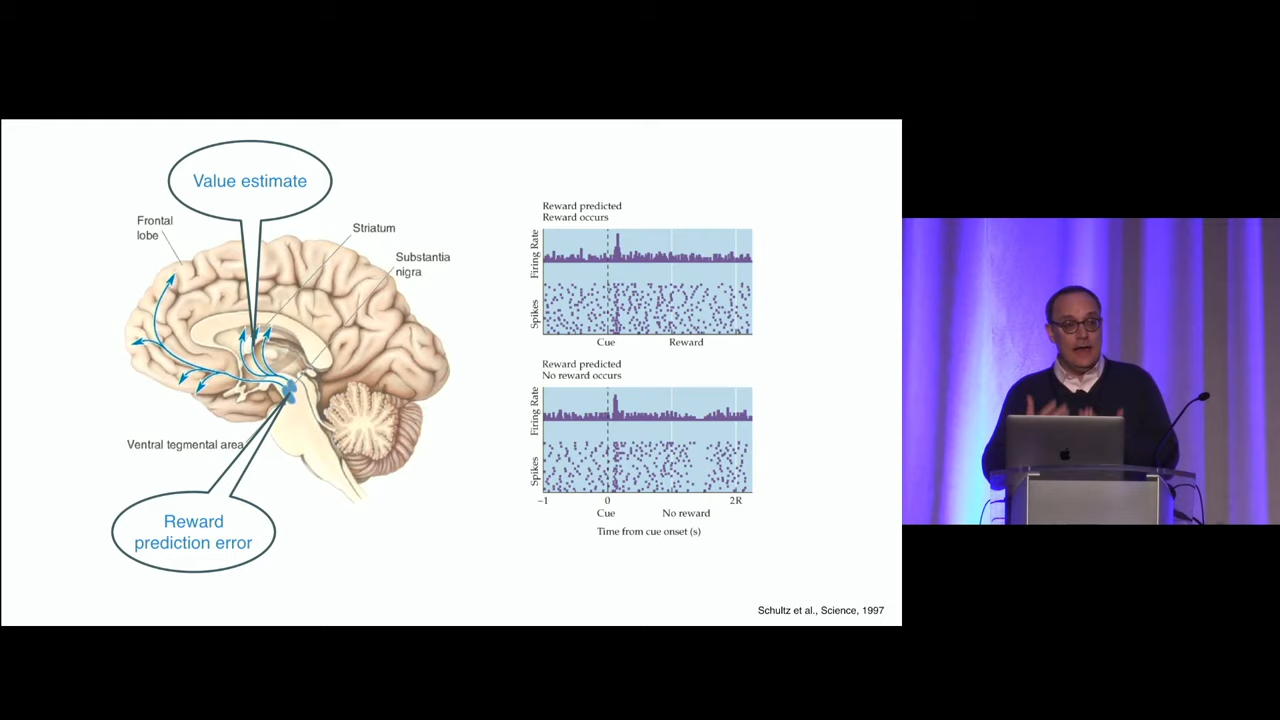 Value estimate
Frontal
lobe
Striatum
Substantia
nigra
Ventral tegmental area
Reward
prediction error
Reward predicted
Reward occurs
Firing Rate
Spikes
Cue
Reward
Reward predicted
No reward occurs
Firing Rate
Spikes
−1
0
2R
Cue
No reward
Time from cue onset (s)
Schultz et al., Science, 1997